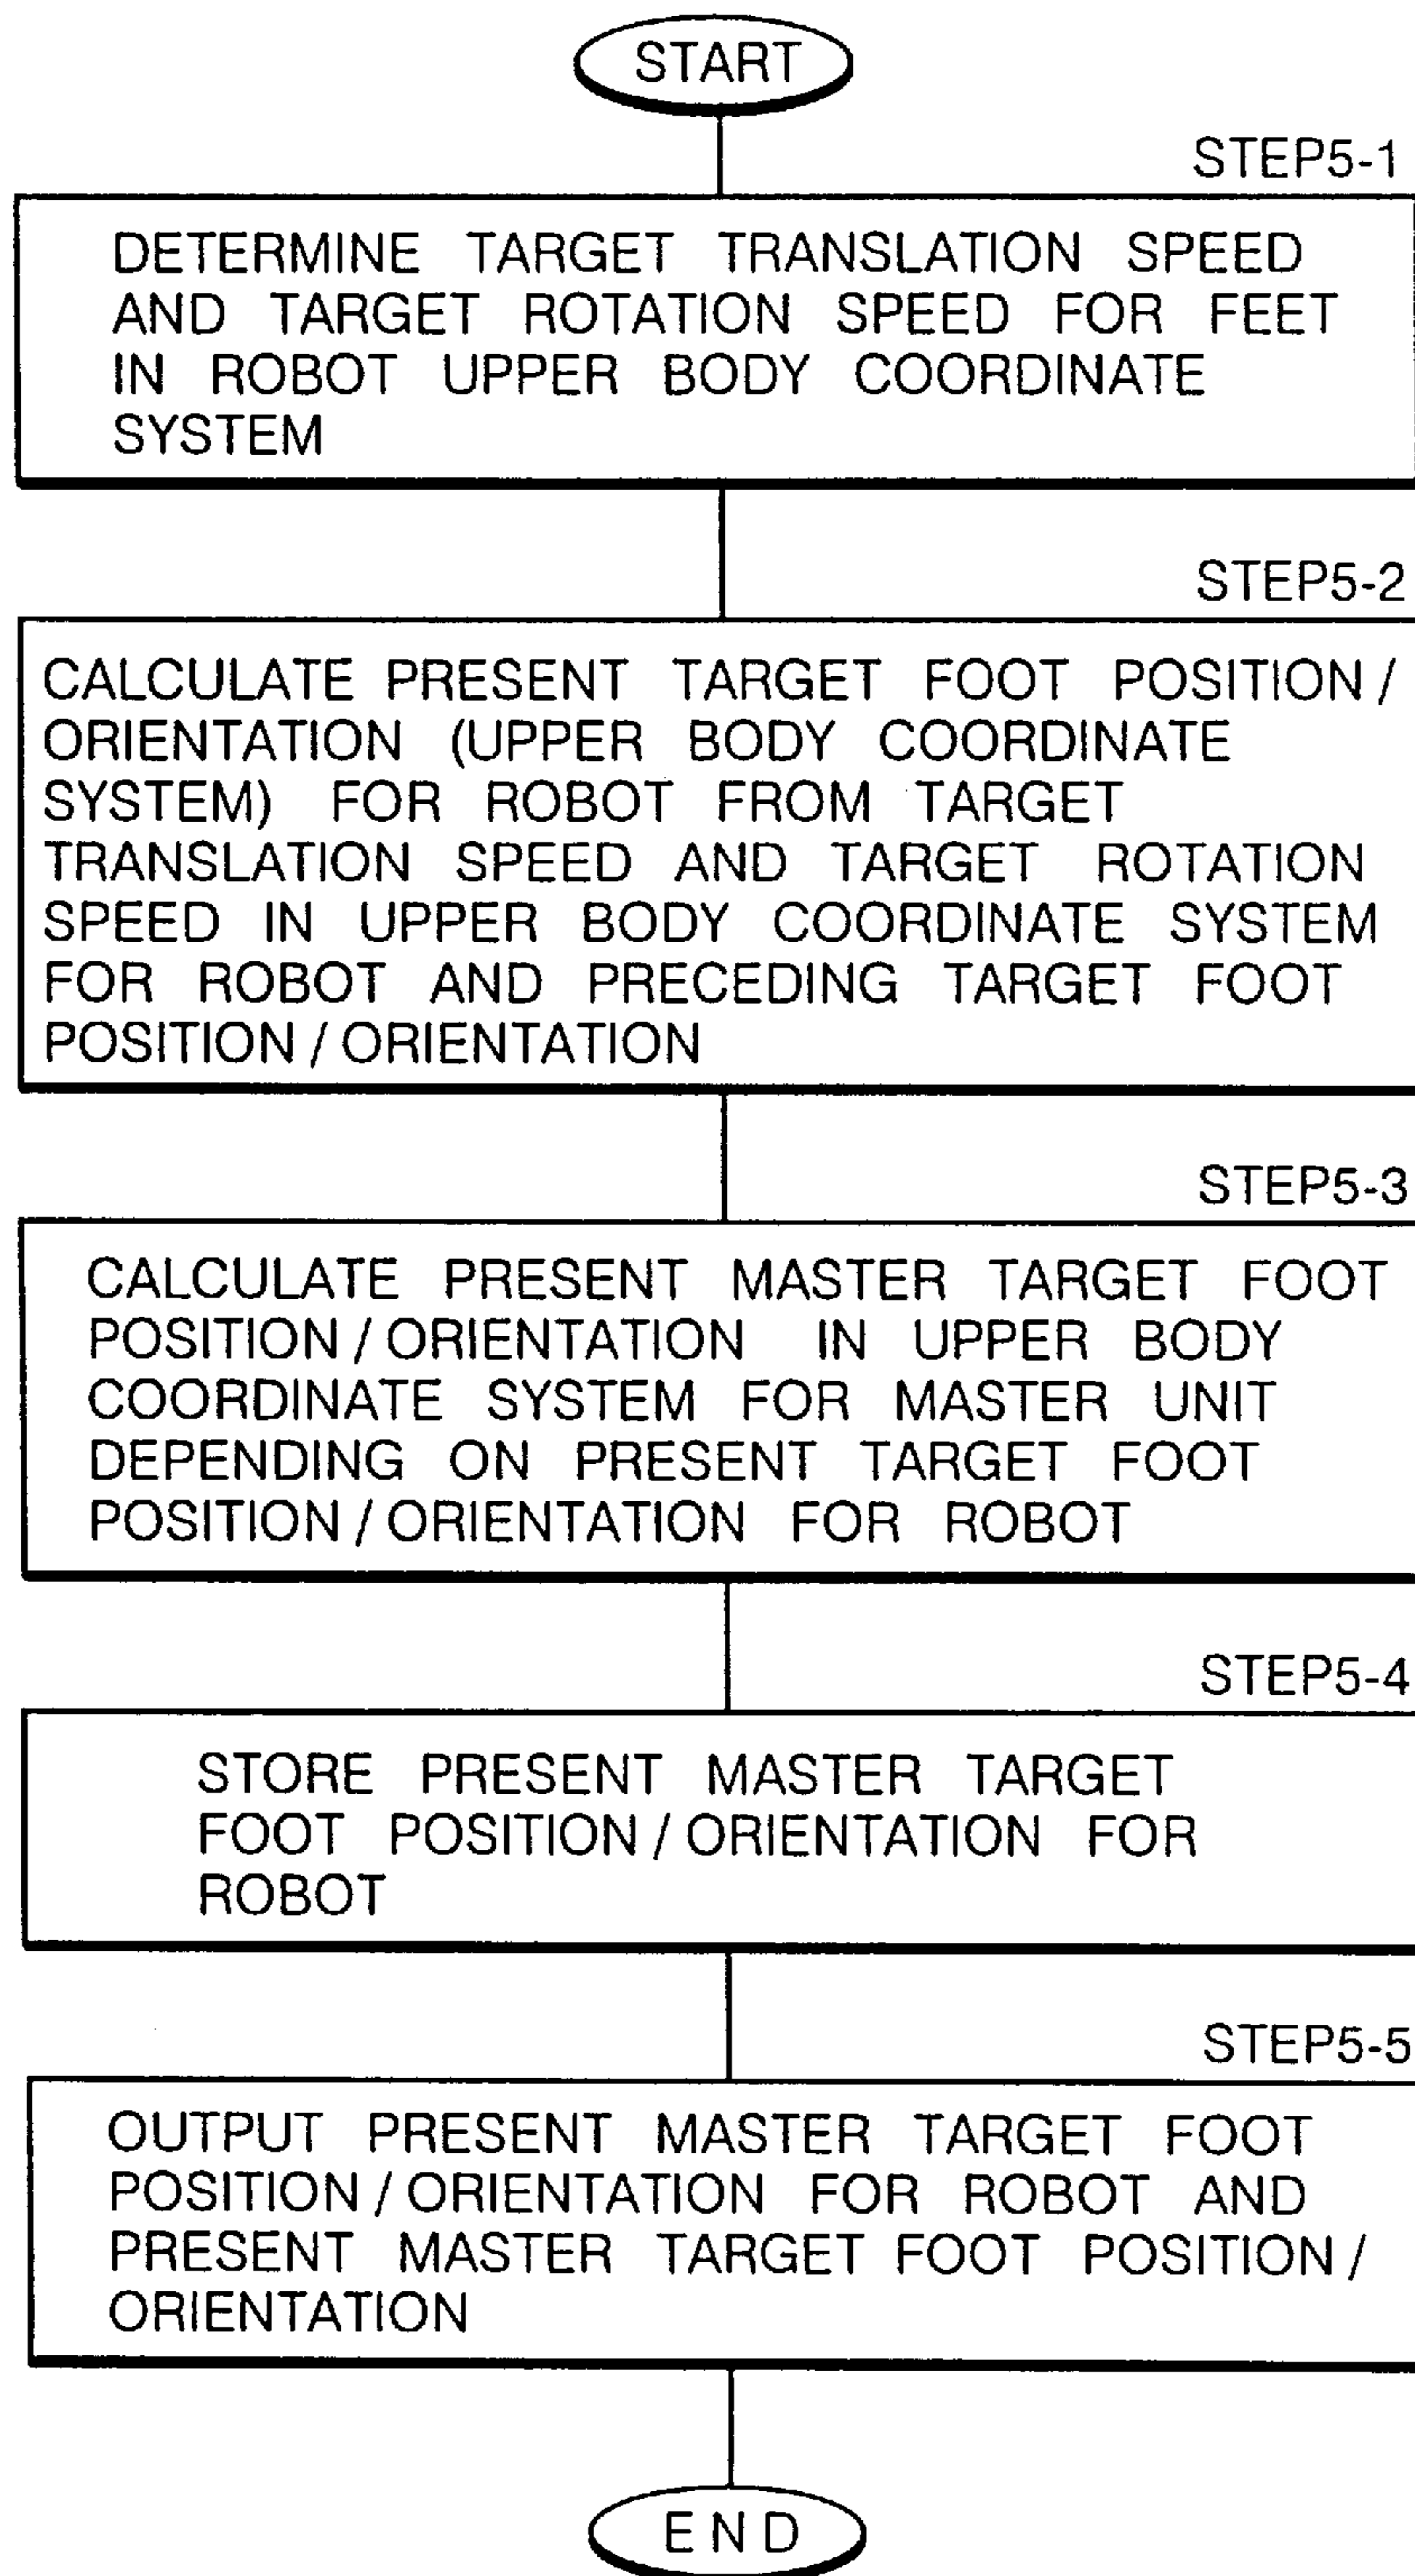 START
STEP5-1
DETERMINE TARGET TRANSLATION SPEED
AND TARGET ROTATION SPEED FOR FEET
IN ROBOT UPPER BODY COORDINATE
SYSTEM
STEP5-2
CALCULATE PRESENT TARGET FOOT POSITION /
ORIENTATION (UPPER BODY COORDINATE
SYSTEM) FOR ROBOT FROM TARGET
TRANSLATION SPEED AND TARGET ROTATION
SPEED IN UPPER BODY COORDINATE SYSTEM
FOR ROBOT AND PRECEDING TARGET FOOT
POSITION / ORIENTATION
STEP5-3
CALCULATE PRESENT MASTER TARGET FOOT
POSITION / ORIENTATION IN UPPER BODY
COORDINATE SYSTEM FOR MASTER UNIT
DEPENDING ON PRESENT TARGET FOOT
POSITION / ORIENTATION FOR ROBOT
STEP5-4
STORE PRESENT MASTER TARGET
FOOT POSITION / ORIENTATION FOR
ROBOT
STEP5-5
OUTPUT PRESENT MASTER TARGET FOOT
POSITION / ORIENTATION FOR ROBOT AND
PRESENT MASTER TARGET FOOT POSITION /
ORIENTATION
END